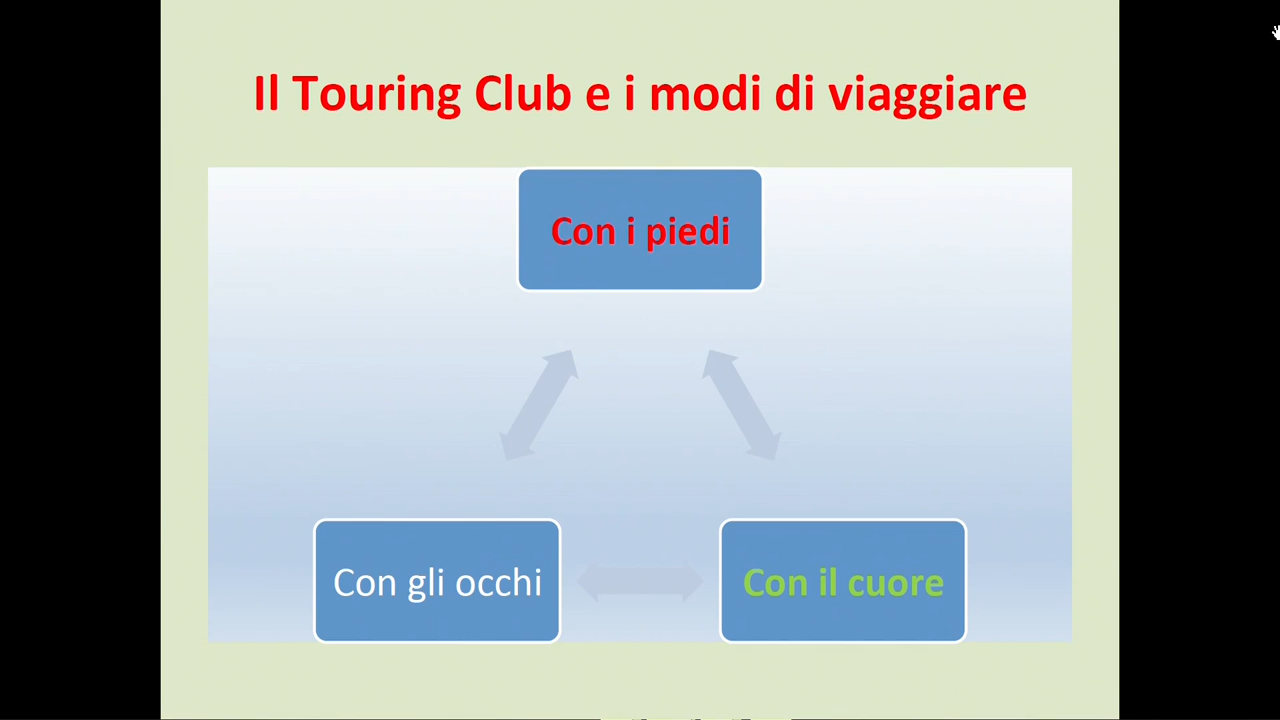 Il Touring Club e i modi di viaggiare
Con i piedi
Con gli occhi
Con il cuore